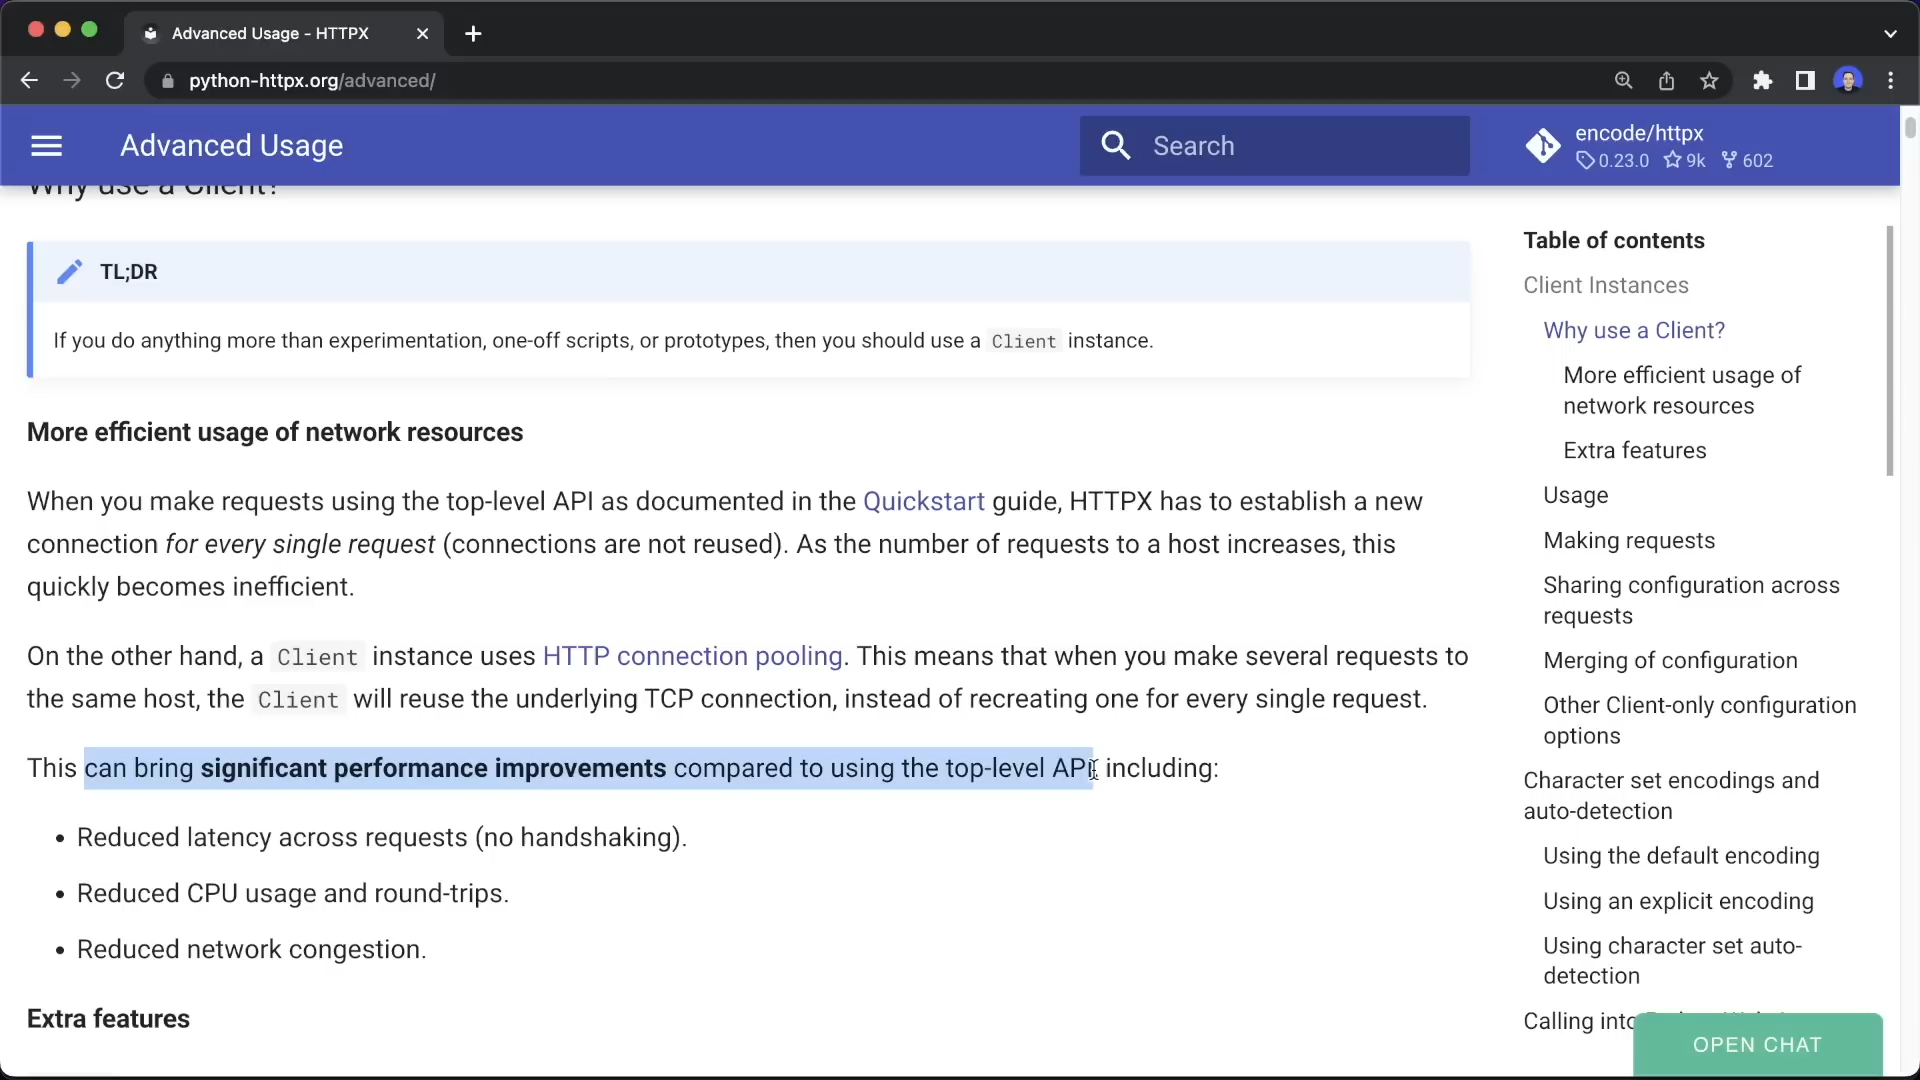 Advanced Usage - HTTPX
python-httpx.org/advanced/
Advanced Usage
Search
encode/httpx
0.23.0 9k 602
Why use a Client?
TL;DR
If you do anything more than experimentation, one-off scripts, or prototypes, then you should use a Client instance.
More efficient usage of network resources
When you make requests using the top-level API as documented in the Quickstart guide, HTTPX has to establish a new
connection for every single request (connections are not reused). As the number of requests to a host increases, this
quickly becomes inefficient.
On the other hand, a Client instance uses HTTP connection pooling. This means that when you make several requests to
the same host, the Client will reuse the underlying TCP connection, instead of recreating one for every single request.
This can bring significant performance improvements compared to using the top-level API, including:
• Reduced latency across requests (no handshaking).
• Reduced CPU usage and round-trips.
• Reduced network congestion.
Extra features
Table of contents
Client Instances
Why use a Client?
More efficient usage of
network resources
Extra features
Usage
Making requests
Sharing configuration across
requests
Merging of configuration
Other Client-only configuration
options
Character set encodings and
auto-detection
Using the default encoding
Using an explicit encoding
Using character set auto-
detection
Calling into
OPEN CHAT